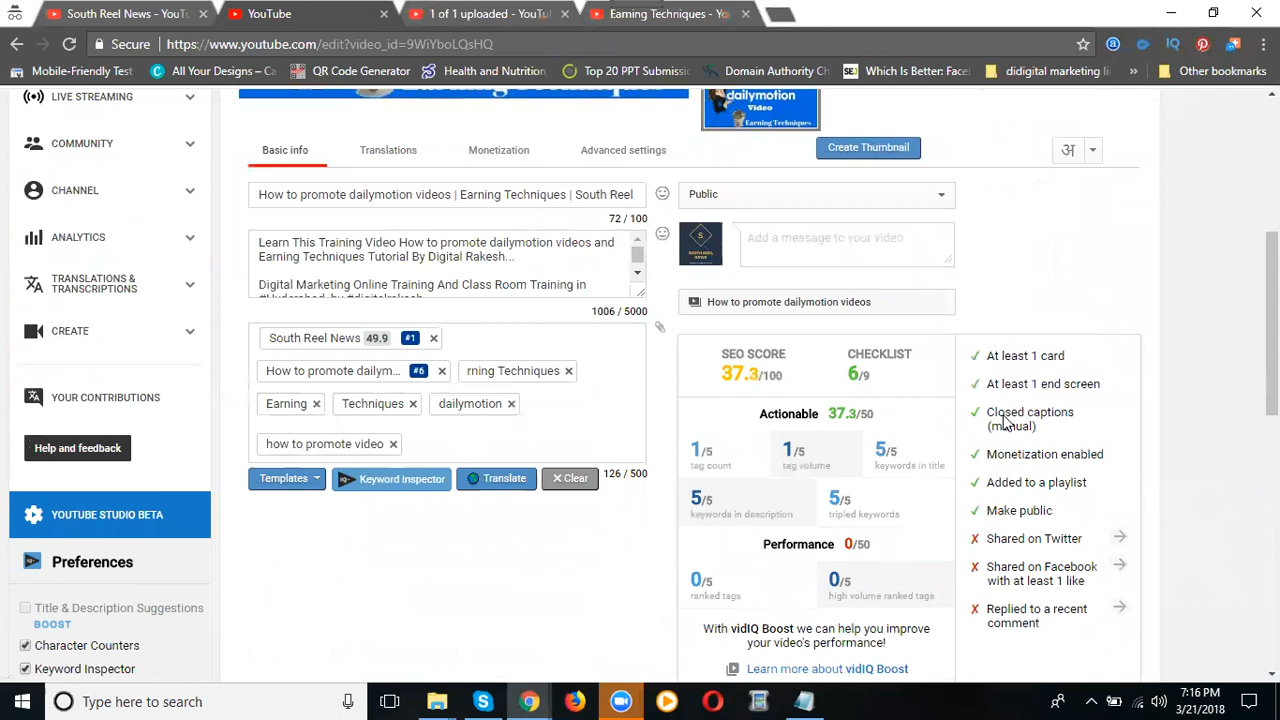 South Reel News - YouT
YouTube
1 of 1 uploaded - YouTu
Earning Techniques - Yo
Secure
https://www.youtube.com/edit?video_id=9WiYboLQsHQ
Mobile-Friendly Test
All Your Designs – Ca
QR Code Generator
Health and Nutrition
Top 20 PPT Submissi
Domain Authority Ch
Which Is Better: Face
didigital marketing li
»
Other bookmarks
LIVE STREAMING
COMMUNITY
CHANNEL
ANALYTICS
TRANSLATIONS &
TRANSCRIPTIONS
CREATE
YOUR CONTRIBUTIONS
Help and feedback
YOUTUBE STUDIO BETA
Preferences
Title & Description Suggestions
BOOST
Character Counters
Keyword Inspector
Earning Techniques
dailymotion
Video
Earning Techniques
Basic info
Translations
Monetization
Advanced settings
Create Thumbnail
अ
How to promote dailymotion videos | Earning Techniques | South Reel
72 / 100
Learn This Training Video How to promote dailymotion videos and
Earning Techniques Tutorial By Digital Rakesh...
Digital Marketing Online Training And Class Room Training in
#Hyderabad by #digitalrakesh
1006 / 5000
South Reel News 49.9 #1
How to promote dailym... #6
rning Techniques
Earning
Techniques
dailymotion
how to promote video
Templates
Keyword Inspector
Translate
Clear
126 / 500
Public
SOUTH REEL
NEWS
Add a message to your video
How to promote dailymotion videos
SEO SCORE
37.3/100
CHECKLIST
6/9
Actionable 37.3/50
1/5
tag count
1/5
tag volume
5/5
keywords in title
5/5
keywords in description
5/5
tripled keywords
Performance 0/50
0/5
ranked tags
0/5
high volume ranked tags
With vidIQ Boost we can help you improve
your video's performance!
Learn more about vidIQ Boost
✓ At least 1 card
✓ At least 1 end screen
✓ Closed captions
(manual)
✓ Monetization enabled
✓ Added to a playlist
✓ Make public
✗ Shared on Twitter
✗ Shared on Facebook
with at least 1 like
✗ Replied to a recent
comment
Type here to search
7:16 PM
3/21/2018